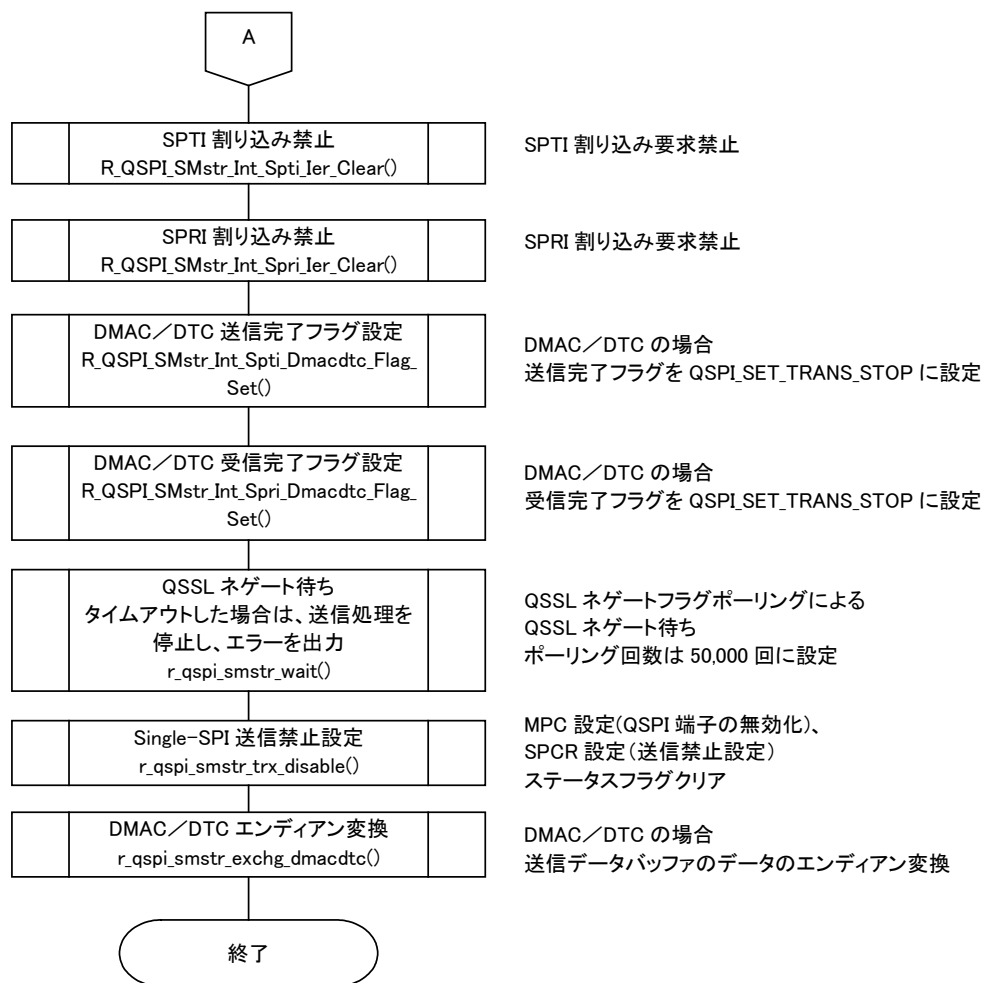 A
SPTI 割り込み禁止
R_QSPI_SMstr_Int_Spti_Ier_Clear()
SPTI 割り込み要求禁止
SPRI 割り込み禁止
R_QSPI_SMstr_Int_Spri_Ier_Clear()
SPRI 割り込み要求禁止
DMAC／DTC 送信完了フラグ設定
R_QSPI_SMstr_Int_Spti_Dmacdtc_Flag_
Set()
DMAC／DTC の場合
送信完了フラグを QSPI_SET_TRANS_STOP に設定
DMAC／DTC 受信完了フラグ設定
R_QSPI_SMstr_Int_Spri_Dmacdtc_Flag_
Set()
DMAC／DTC の場合
受信完了フラグを QSPI_SET_TRANS_STOP に設定
QSSL ネゲート待ち
タイムアウトした場合は、送信処理を
停止し、エラーを出力
r_qspi_smstr_wait()
QSSL ネゲートフラグポーリングによる
QSSL ネゲート待ち
ポーリング回数は 50,000 回に設定
Single-SPI 送信禁止設定
r_qspi_smstr_trx_disable()
MPC 設定(QSPI 端子の無効化)、
SPCR 設定（送信禁止設定）
ステータスフラグクリア
DMAC／DTC エンディアン変換
r_qspi_smstr_exchg_dmacdtc()
DMAC／DTC の場合
送信データバッファのデータのエンディアン変換
終了